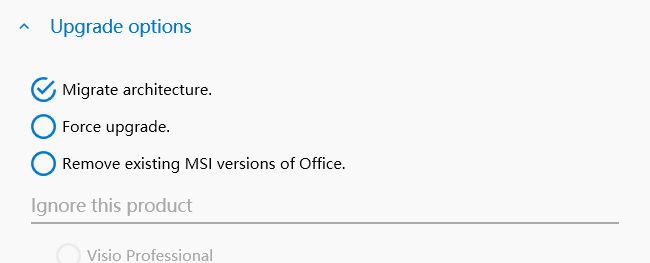 Upgrade options
Migrate architecture.
Force upgrade.
Remove existing MSI versions of Office.
Ignore this product
Visio Professional